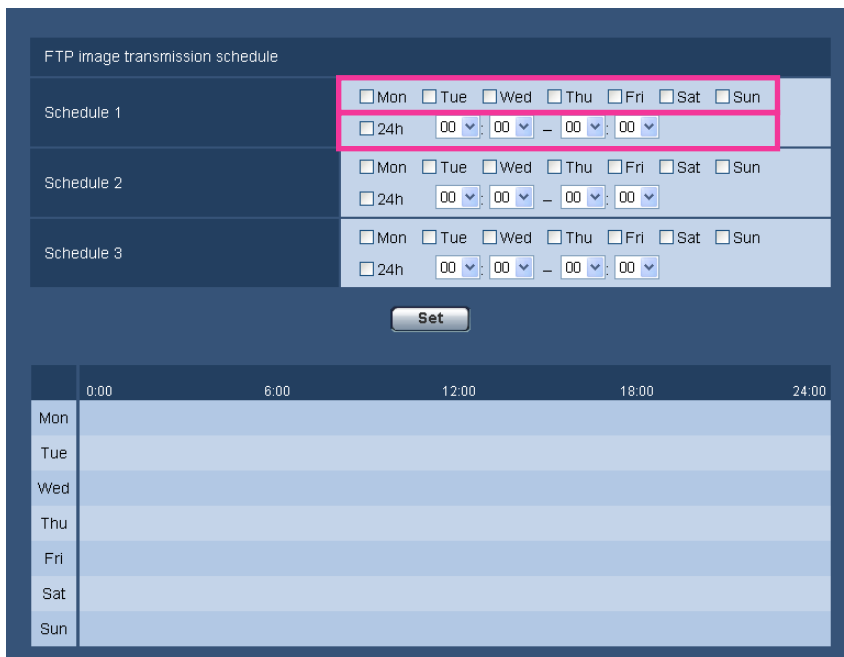 FTP image transmission schedule
Schedule 1
Mon Tue Wed Thu Fri Sat Sun
24h 00 : 00 – 00 : 00
Schedule 2
Mon Tue Wed Thu Fri Sat Sun
24h 00 : 00 – 00 : 00
Schedule 3
Mon Tue Wed Thu Fri Sat Sun
24h 00 : 00 – 00 : 00
Set
0:00 6:00 12:00 18:00 24:00
Mon
Tue
Wed
Thu
Fri
Sat
Sun